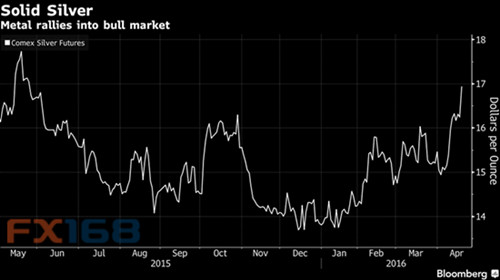 Solid Silver
Metal rallies into bull market
Comex Silver Futures
18
17
16
15
14
Dollars per Ounce
FX168
May Jun Jul Aug Sep Oct Nov Dec Jan Feb Mar Apr
2015 2016
Bloomberg